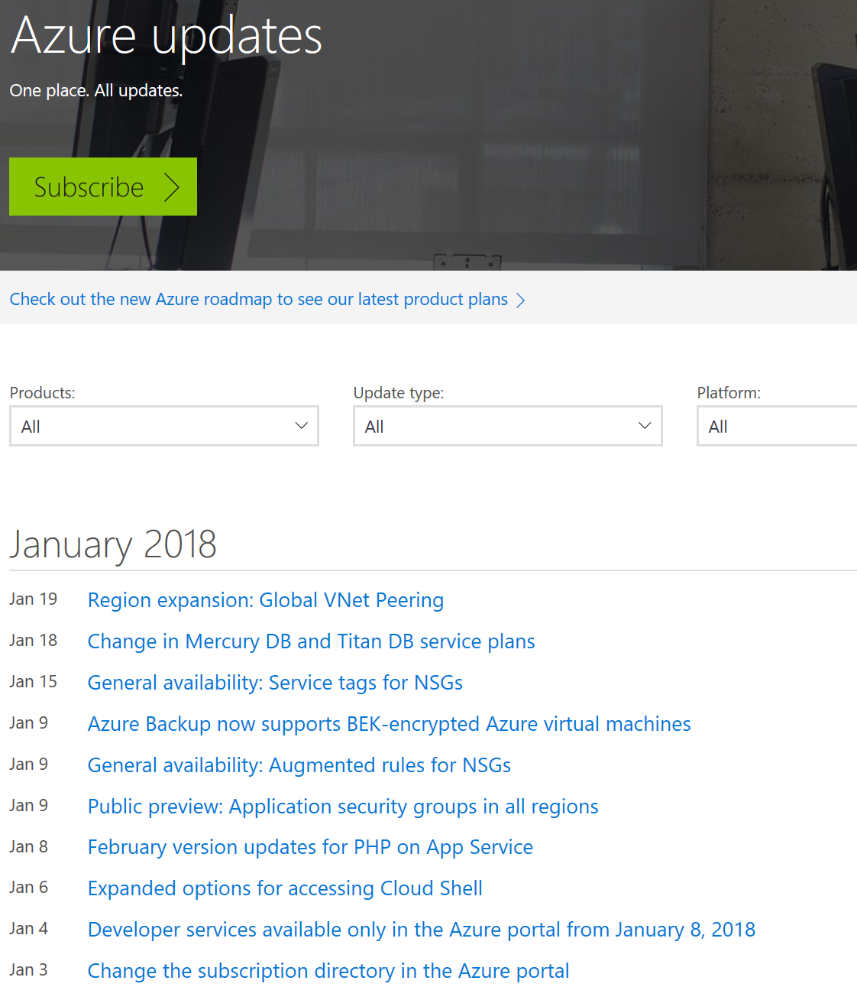 Azure updates
One place. All updates.
Subscribe
Check out the new Azure roadmap to see our latest product plans
Products:
Update type:
Platform:
All
All
All
January 2018
Jan 19 Region expansion: Global VNet Peering
Jan 18 Change in Mercury DB and Titan DB service plans
Jan 15 General availability: Service tags for NSGs
Jan 9 Azure Backup now supports BEK-encrypted Azure virtual machines
Jan 9 General availability: Augmented rules for NSGs
Jan 9 Public preview: Application security groups in all regions
Jan 8 February version updates for PHP on App Service
Jan 6 Expanded options for accessing Cloud Shell
Jan 4 Developer services available only in the Azure portal from January 8, 2018
Jan 3 Change the subscription directory in the Azure portal